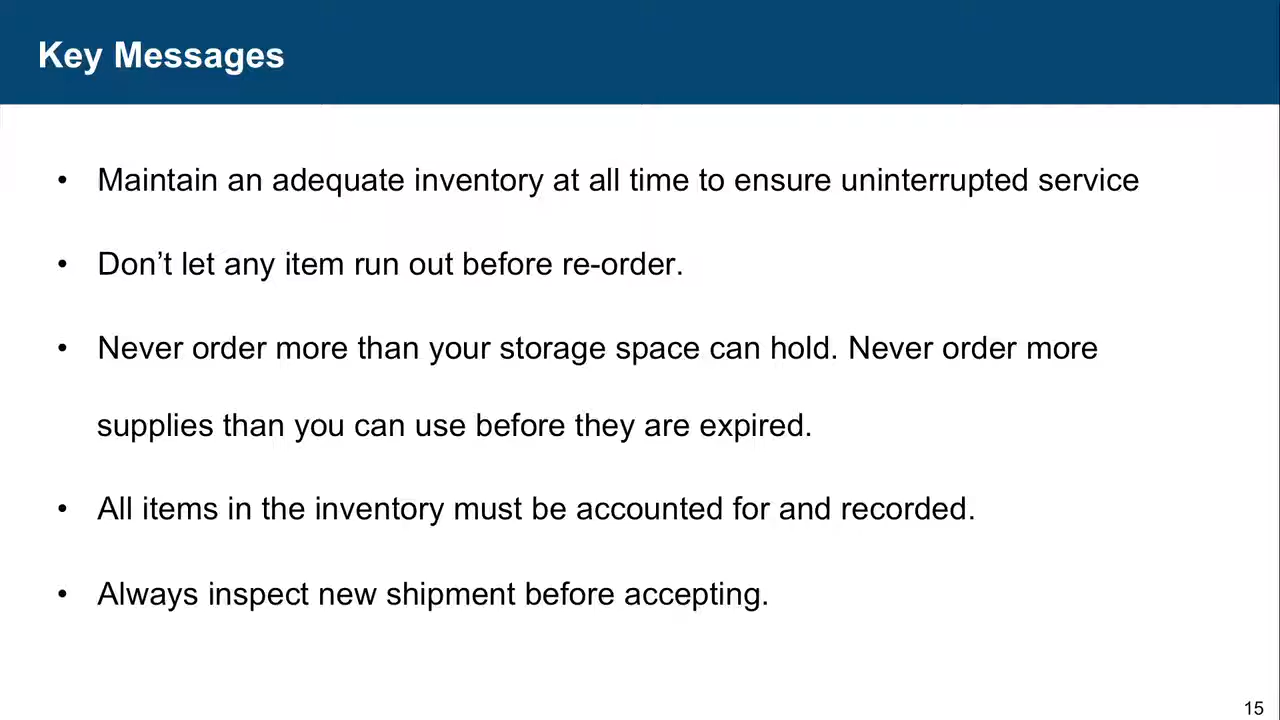 Key Messages
• Maintain an adequate inventory at all time to ensure uninterrupted service
• Don’t let any item run out before re-order.
• Never order more than your storage space can hold. Never order more
supplies than you can use before they are expired.
• All items in the inventory must be accounted for and recorded.
• Always inspect new shipment before accepting.
15